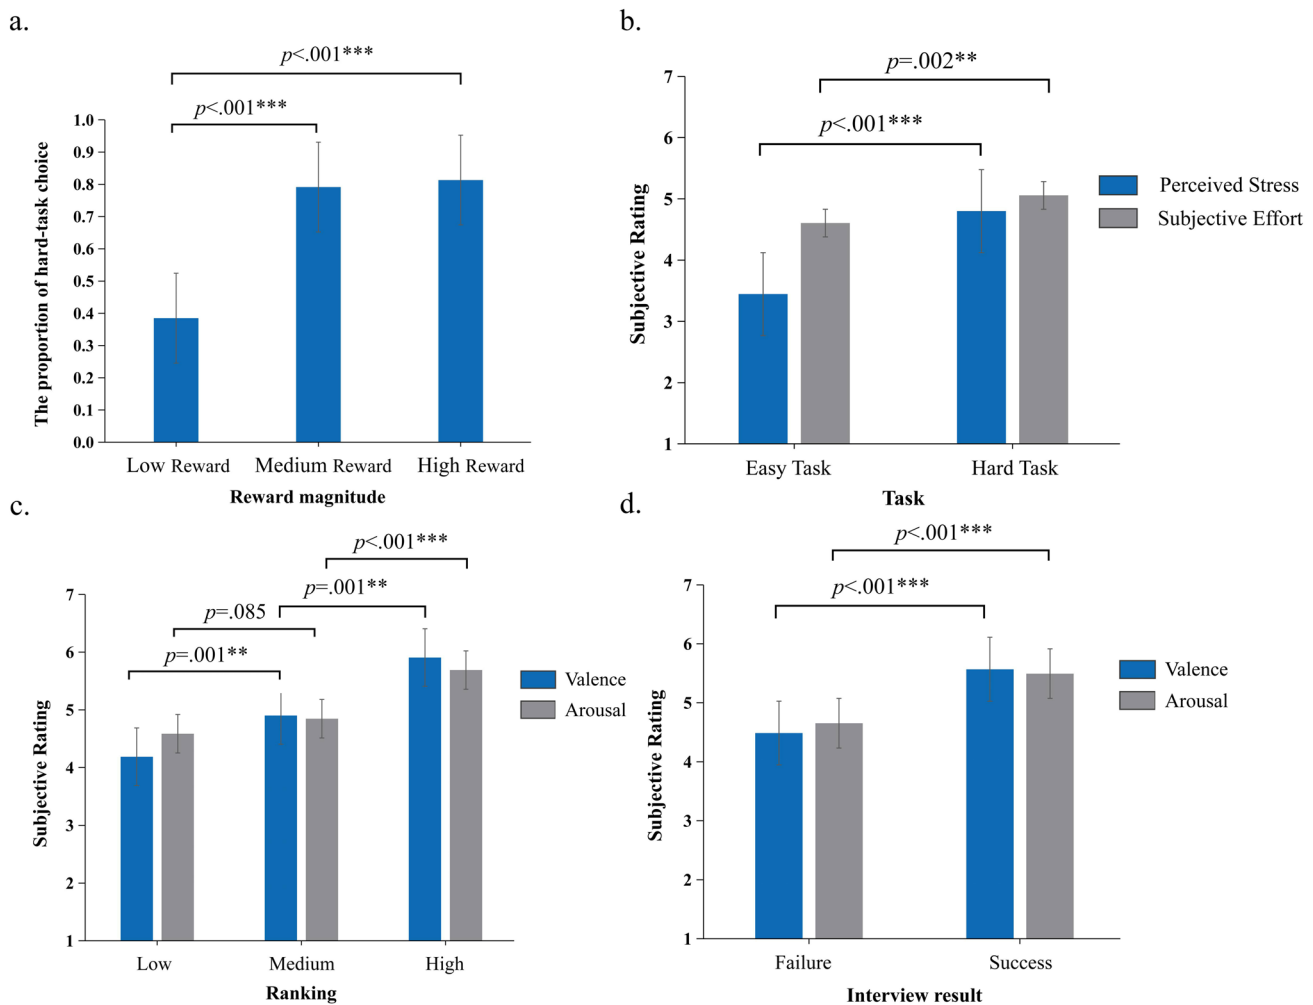 a.
p<.001***
p<.001***
The proportion of hard-task choice
1.0
0.9
0.8
0.7
0.6
0.5
0.4
0.3
0.2
0.1
0.0
Low Reward Medium Reward High Reward
Reward magnitude
b.
p=.002**
p<.001***
Subjective Rating
7
6
5
4
3
2
1
Easy Task Hard Task
Task
Perceived Stress
Subjective Effort
c.
p<.001***
p=.001**
p=.085
p=.001**
Subjective Rating
7
6
5
4
3
2
1
Low Medium High
Ranking
Valence
Arousal
d.
p<.001***
p<.001***
Subjective Rating
7
6
5
4
3
2
1
Failure Success
Interview result
Valence
Arousal